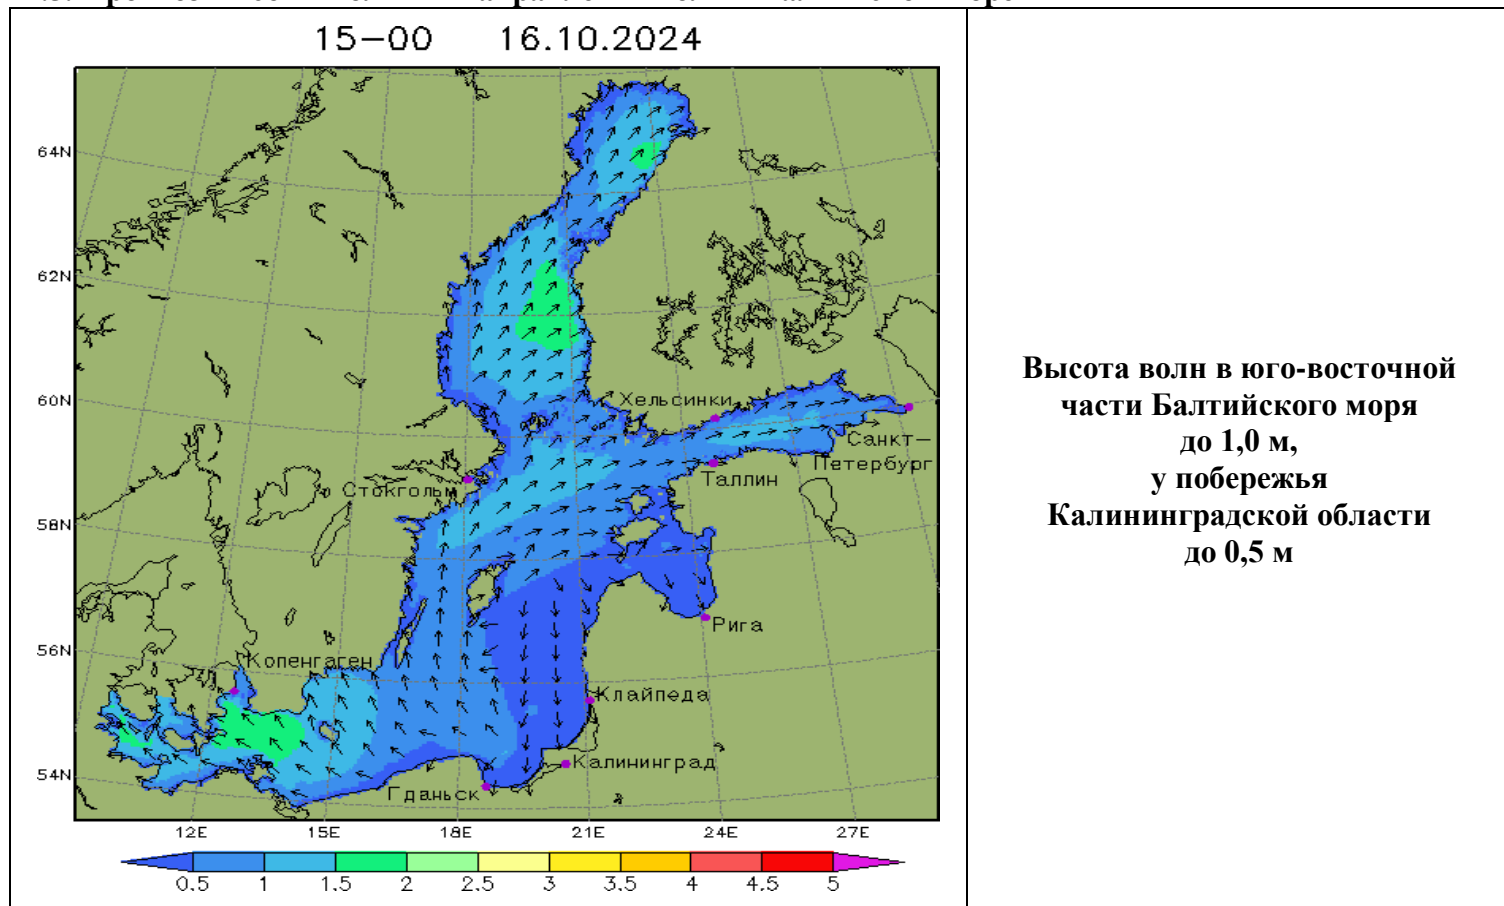 15-00 16.10.2024
64N
62N
60N
58N
56N
54N
Хельсинки
Санкт-
Петербург
Таллин
Стокгольм
Рига
Копенгаген
Клайпеда
Калининград
Гданьск
12E 15E 18E 21E 24E 27E
0.5 1 1.5 2 2.5 3 3.5 4 4.5 5
Высота волн в юго-восточной
части Балтийского моря
до 1,0 м,
у побережья
Калининградской области
до 0,5 м